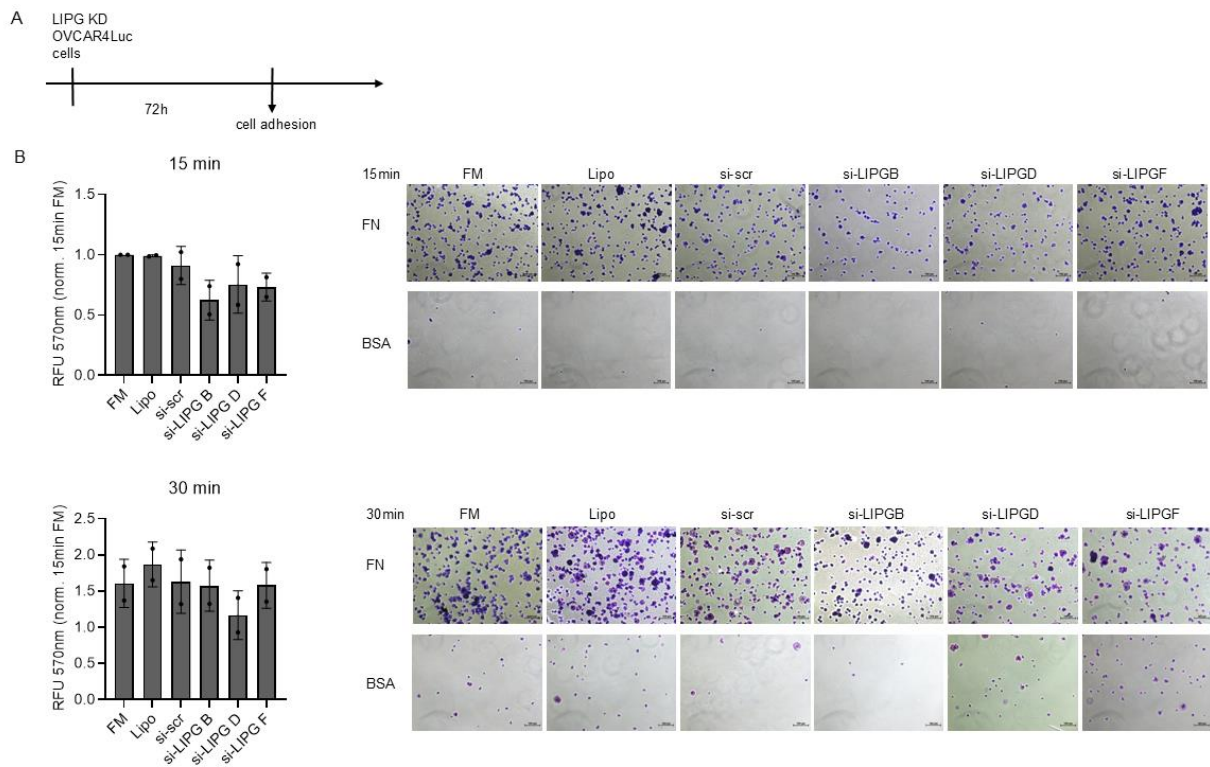 A
LIPG KD
OVCAR4Luc
cells
72h
cell adhesion
B
15 min
RFU 570nm (norm. 15min FM)
1.5
1.0
0.5
0.0
FM
Lipo
si-scr
si-LIPG B
si-LIPG D
si-LIPG F
15min FM Lipo si-scr si-LIPGB si-LIPGD si-LIPGF
FN
BSA
30 min
RFU 570nm (norm. 15min FM)
2.5
2.0
1.5
1.0
0.5
0.0
FM
Lipo
si-scr
si-LIPG B
si-LIPG D
si-LIPG F
30min FM Lipo si-scr si-LIPGB si-LIPGD si-LIPGF
FN
BSA